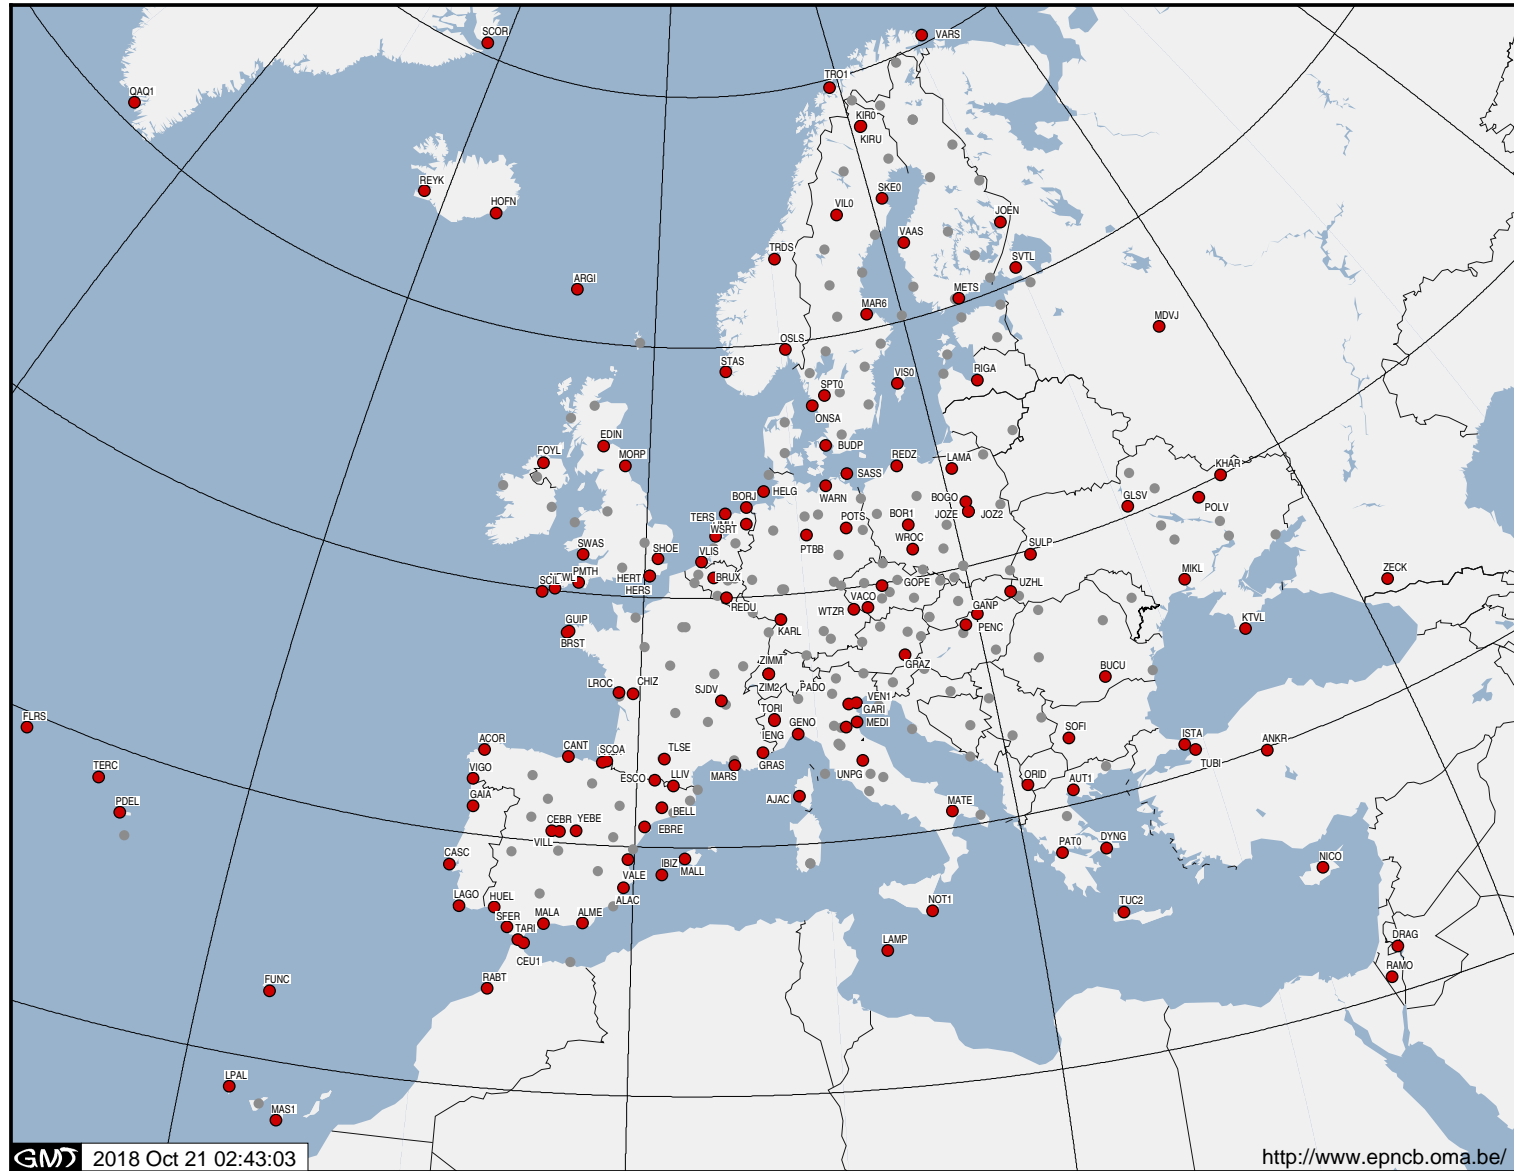 SCOR
VARS
QAQ1
TRO1
KIR0
KIRU
REYK
HOFN
SKE0
VIL0
JOEN
VAAS
TRDS
SVTL
ARGI
METS
MAR6
MDVJ
OSLS
STAS
RIGA
VIS0
SPT0
ONSA
EDIN
BUDP
FOYL
MORP
REDZ
LAMA
SASS
KHAR
HELG
WARN
BORJ
BOGO
GLSV
POLV
TERS
WSRT
POTS
BOR1
JOZE
JOZ2
PTBB
WROC
SWAS
SHOE
VLIS
SULP
SCIL
PMTH
HERT
HERS
BRUX
GOPE
UZHL
MIKL
ZECK
REDU
WTZR
VACO
GANP
GUIP
BRST
KARL
PENC
KTVL
GRAZ
ZIMM
ZIM2
PADO
BUCU
LROC
CHIZ
SJDV
VEN1
GARI
TORI
FLRS
GENO
MEDI
IENG
SOFI
ACOR
CANT
SCOA
TLSE
ISTA
TUBI
ANKR
GRAS
TERC
VIGO
ESCO
LLIV
MARS
UNPG
ORID
AUT1
GAIA
AJAC
PDEL
BELL
MATE
CEBR
YEBE
EBRE
VILL
PAT0
DYNG
CASC
IBIZ
MALL
NICO
VALE
LAGO
HUEL
ALAC
NOT1
TUC2
SFER
MALA
ALME
TARI
CEU1
LAMP
DRAG
FUNC
RABT
RAMO
LPAL
MAS1
GMT
2018 Oct 21 02:43:03
http://www.epncb.oma.be/